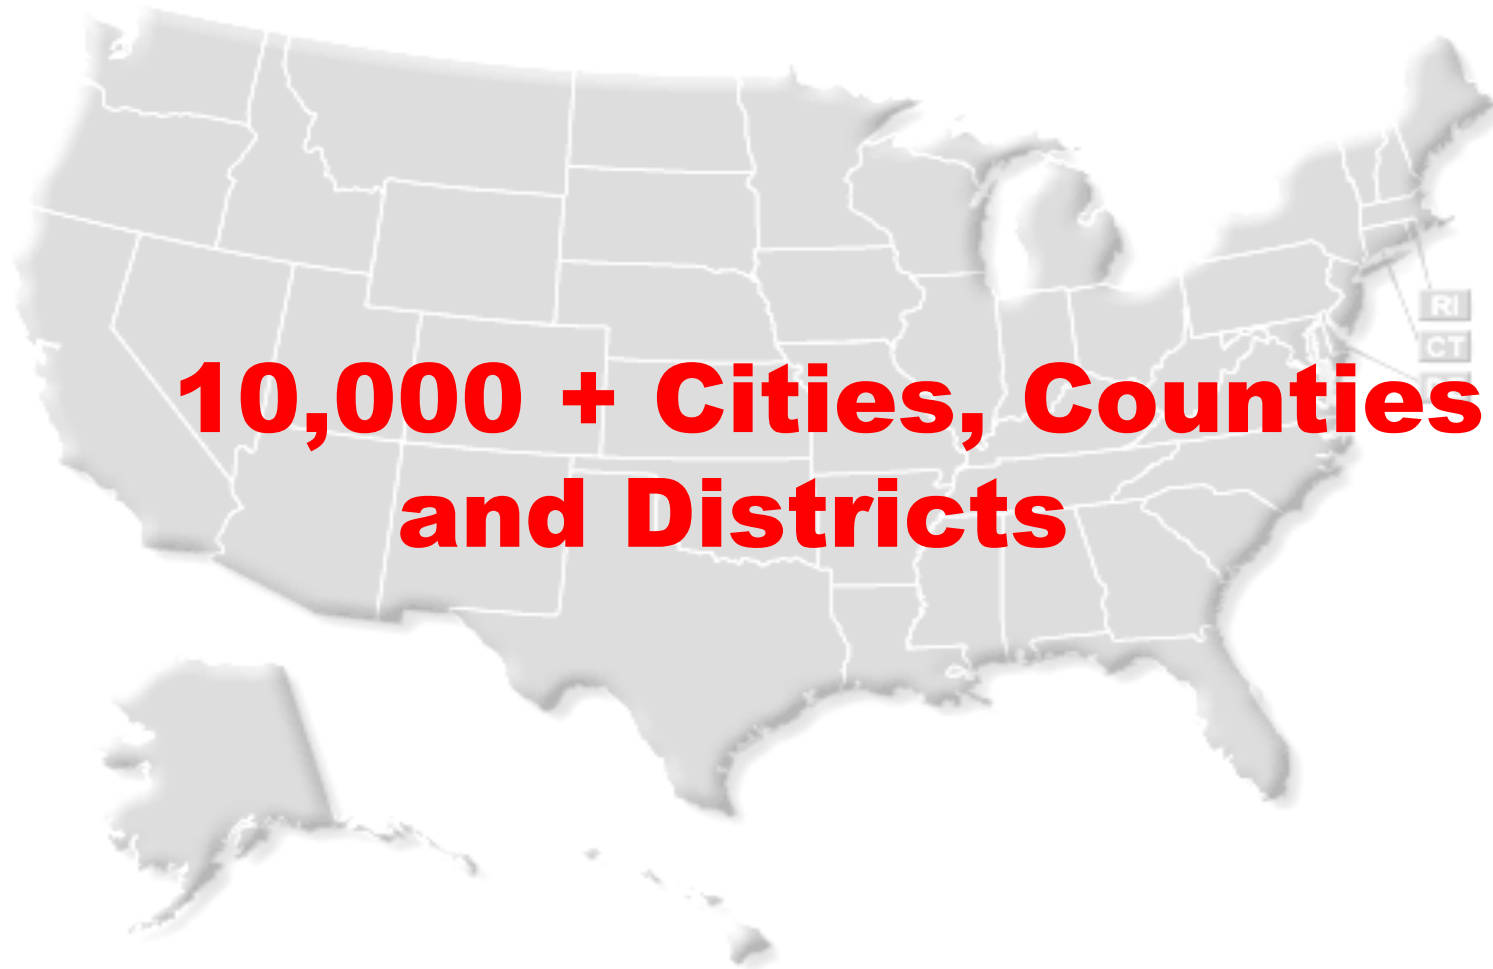 RI
CT
10,000 + Cities, Counties
and Districts